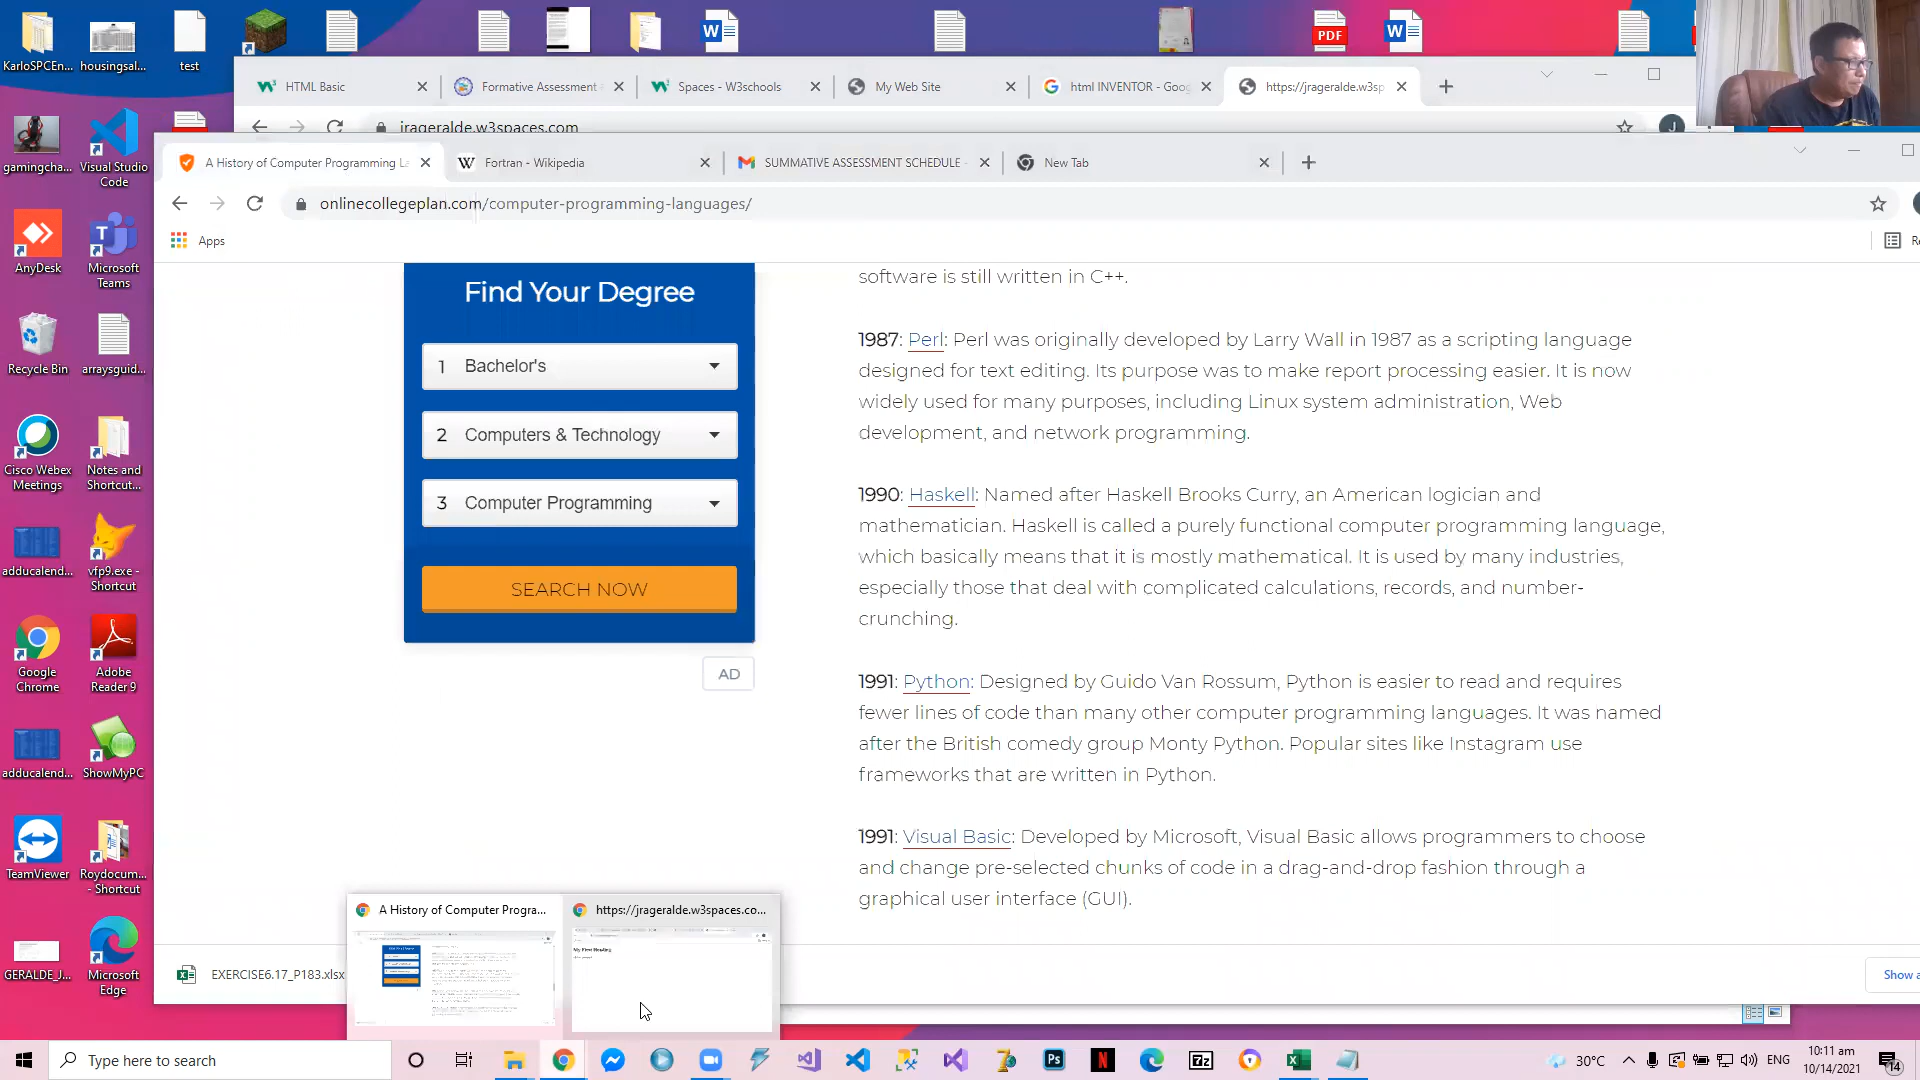 KarloSPCEn...
housingsal...
test
PDF
HTML Basic
Formative Assessment
Spaces - W3schools
My Web Site
html INVENTOR - Goog
https://jrageralde.w3sp
jrageralde.w3spaces.com
J
A History of Computer Programming La
Fortran - Wikipedia
SUMMATIVE ASSESSMENT SCHEDULE -
New Tab
onlinecollegeplan.com/computer-programming-languages/
Apps
gamingcha...
Visual Studio
Code
AnyDesk
Microsoft
Teams
Recycle Bin
arraysguid...
Cisco Webex
Meetings
Notes and
Shortcut...
adducalend...
vfp9.exe -
Shortcut
Google
Chrome
Adobe
Reader 9
adducalend...
ShowMyPC
TeamViewer
Roydocum...
- Shortcut
GERALDE_J...
Microsoft
Edge
Find Your Degree
1 Bachelor's
2 Computers & Technology
3 Computer Programming
SEARCH NOW
AD
software is still written in C++.
1987: Perl: Perl was originally developed by Larry Wall in 1987 as a scripting language
designed for text editing. Its purpose was to make report processing easier. It is now
widely used for many purposes, including Linux system administration, Web
development, and network programming.
1990: Haskell: Named after Haskell Brooks Curry, an American logician and
mathematician. Haskell is called a purely functional computer programming language,
which basically means that it is mostly mathematical. It is used by many industries,
especially those that deal with complicated calculations, records, and number-
crunching.
1991: Python: Designed by Guido Van Rossum, Python is easier to read and requires
fewer lines of code than many other computer programming languages. It was named
after the British comedy group Monty Python. Popular sites like Instagram use
frameworks that are written in Python.
1991: Visual Basic: Developed by Microsoft, Visual Basic allows programmers to choose
and change pre-selected chunks of code in a drag-and-drop fashion through a
graphical user interface (GUI).
A History of Computer Progra...
https://jrageralde.w3spaces.co...
My First Heading
EXERCISE6.17_P183.xlsx
Show a
Type here to search
30°C
ENG
10:11 am
10/14/2021
14